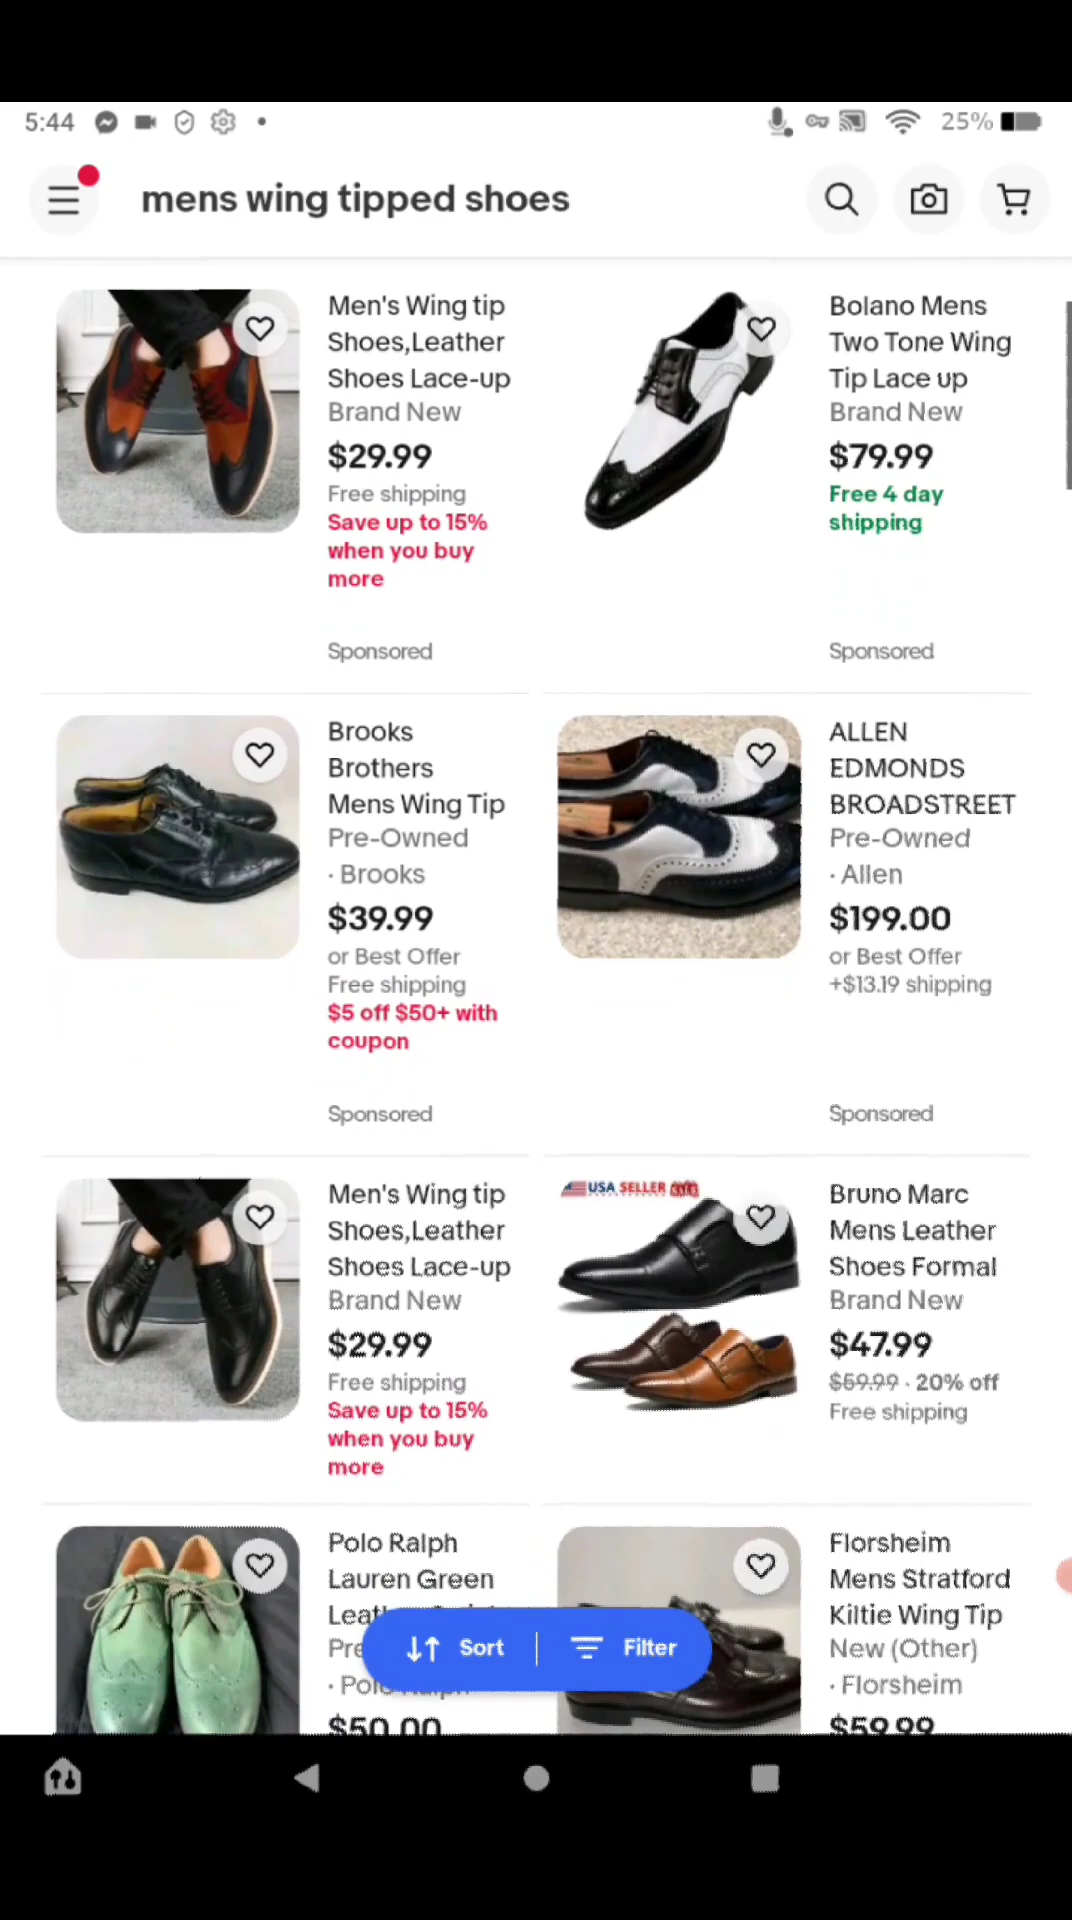 5:44
25%
mens wing tipped shoes
Men's Wing tip
Shoes,Leather
Shoes Lace-up
Brand New
$29.99
Free shipping
Save up to 15%
when you buy
more
Sponsored
Bolano Mens
Two Tone Wing
Tip Lace up
Brand New
$79.99
Free 4 day
shipping
Sponsored
Brooks
Brothers
Mens Wing Tip
Pre-Owned
· Brooks
$39.99
or Best Offer
Free shipping
$5 off $50+ with
coupon
Sponsored
ALLEN
EDMONDS
BROADSTREET
Pre-Owned
· Allen
$199.00
or Best Offer
+$13.19 shipping
Sponsored
Men's Wing tip
Shoes,Leather
Shoes Lace-up
Brand New
$29.99
Free shipping
Save up to 15%
when you buy
more
USA SELLER
Bruno Marc
Mens Leather
Shoes Formal
Brand New
$47.99
$59.99 · 20% off
Free shipping
Polo Ralph
Lauren Green
$50.00
Florsheim
Mens Stratford
Kiltie Wing Tip
New (Other)
· Florsheim
$59.99
Sort
Filter